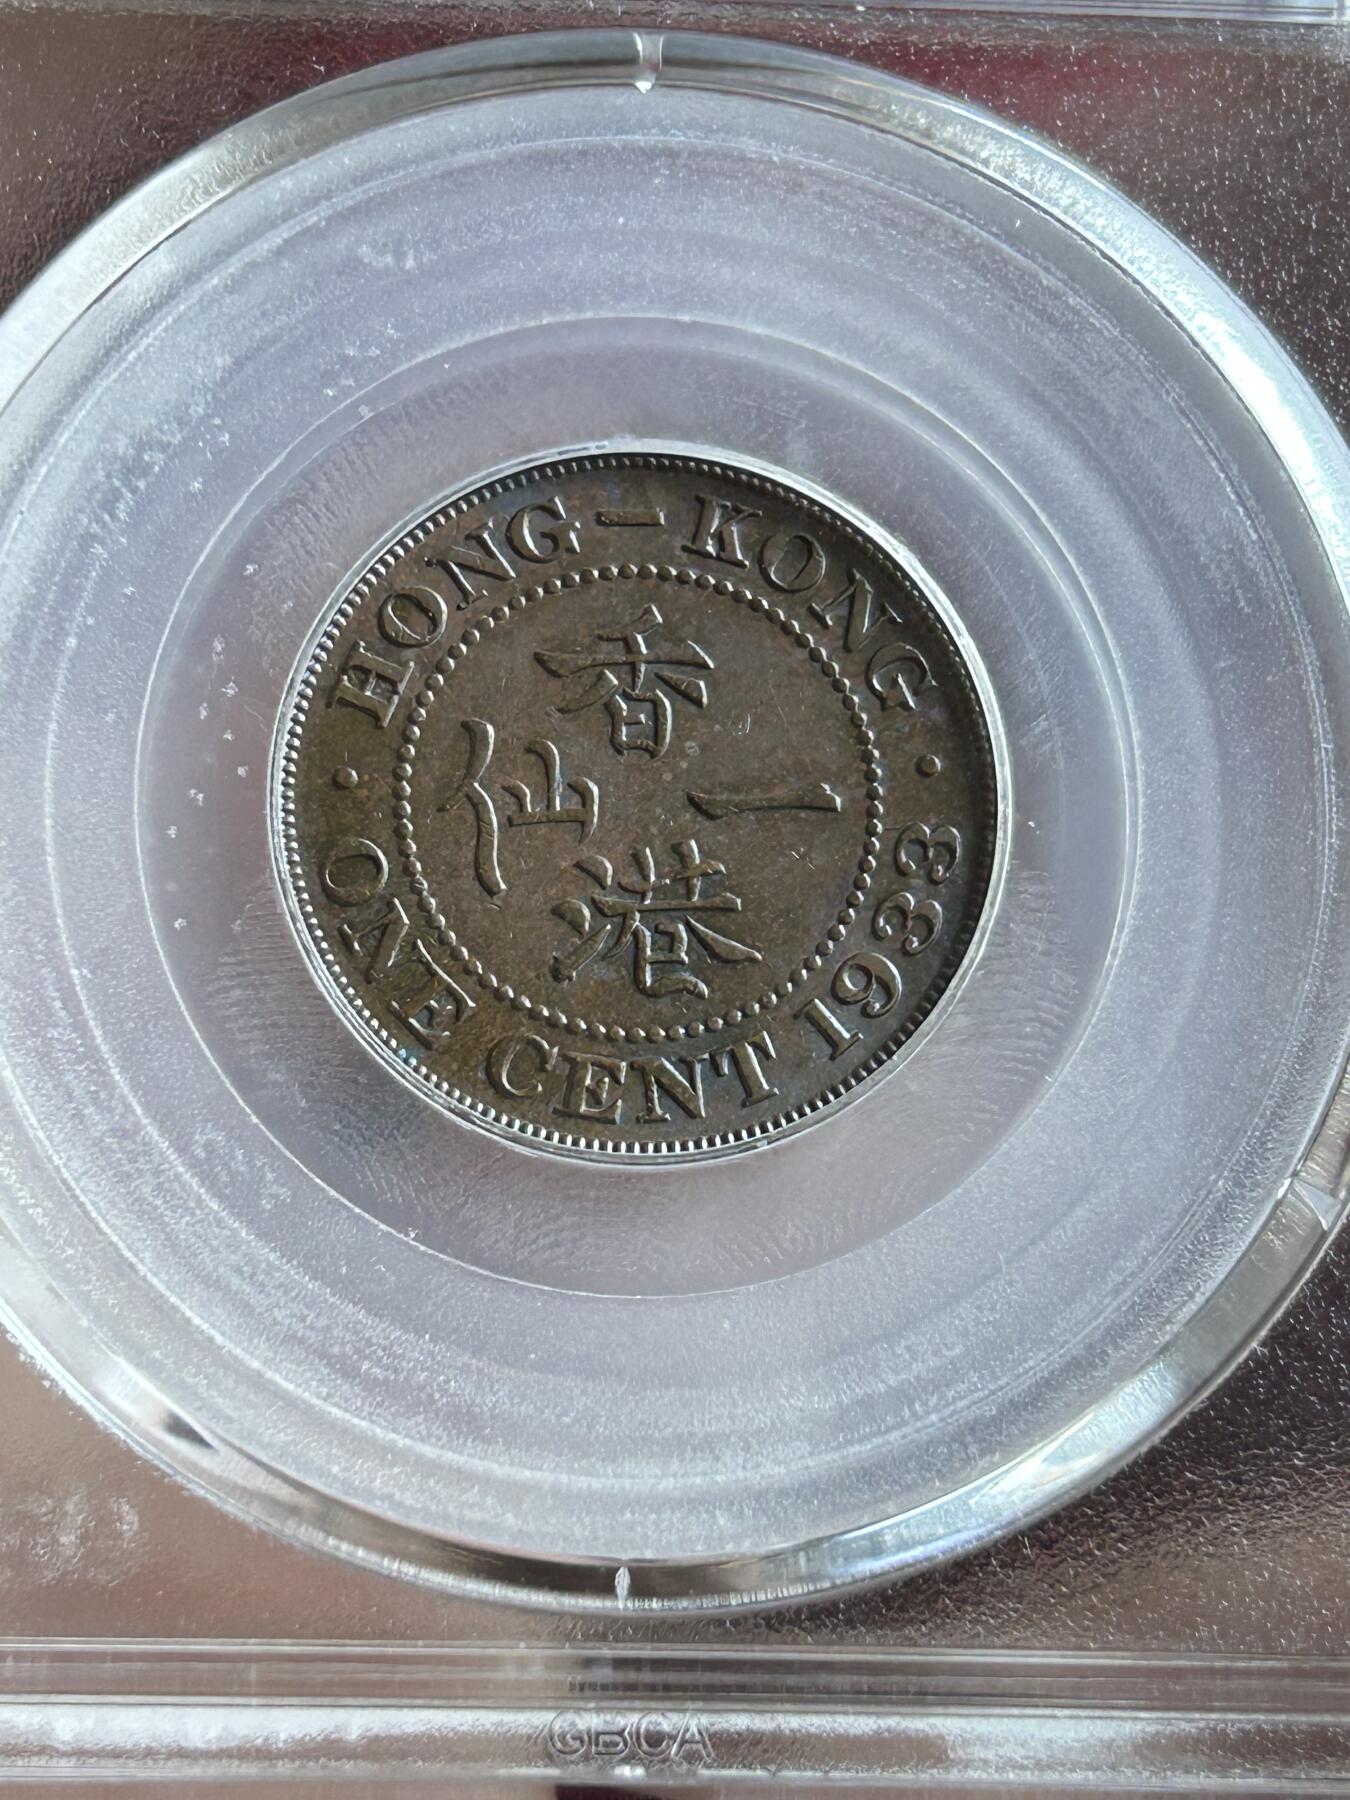 HONG-KONG
香
港
一
仙
ONE CENT 1933
GBCA